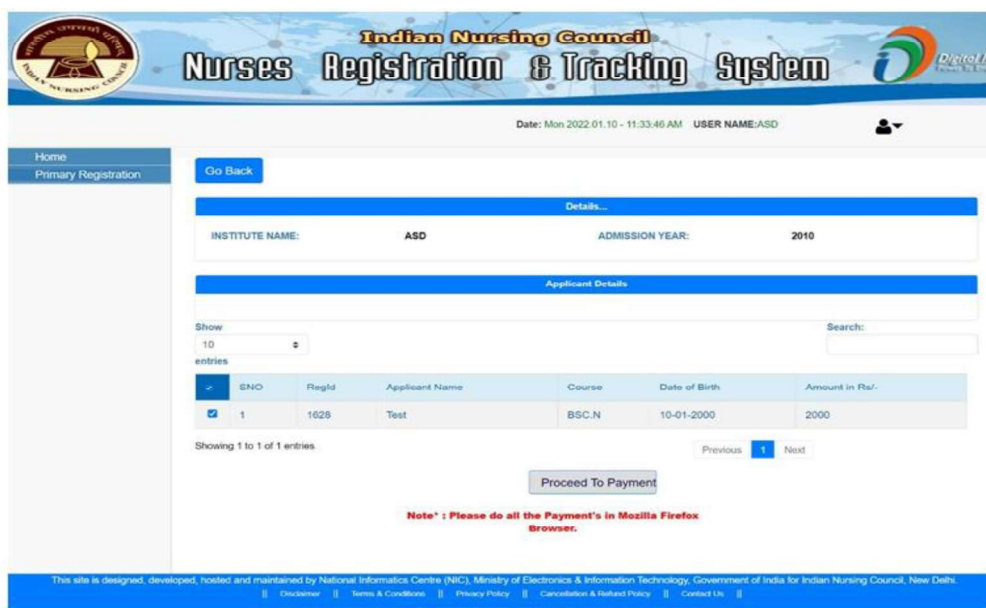 INDIAN NURSING COUNCIL
Indian Nursing Council
Nurses Registration & Tracking System
Date: Mon 2022.01.10 - 11:33:46 AM USER NAME:ASD
Home
Primary Registration
Go Back
Details...
INSTITUTE NAME: ASD ADMISSION YEAR: 2010
Applicant Details
Show
10
entries
Search:
SNO RegId Applicant Name Course Date of Birth Amount in Rs/-
1 1628 Test BSC.N 10-01-2000 2000
Showing 1 to 1 of 1 entries
Previous 1 Next
Proceed To Payment
Note* : Please do all the Payment's in Mozilla Firefox
Browser.
This site is designed, developed, hosted and maintained by National Informatics Centre (NIC), Ministry of Electronics & Information Technology, Government of India for Indian Nursing Council, New Delhi.
|| Disclaimer || Terms & Conditions || Privacy Policy || Cancellation & Refund Policy || Contact Us ||